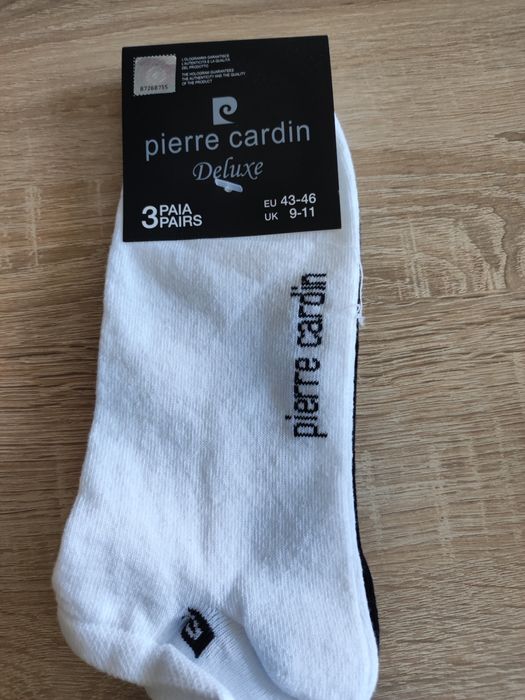 L'OLOGRAMMA GARANTISCE
L'AUTENTICITÀ E LA QUALITÀ
DEL PRODOTTO
THE HOLOGRAM GUARANTEES
THE AUTHENTICITY AND THE QUALITY
OF THE PRODUCT
B7268755
pierre cardin
Deluxe
3 PAIA
PAIRS
EU 43-46
UK 9-11
pierre cardin